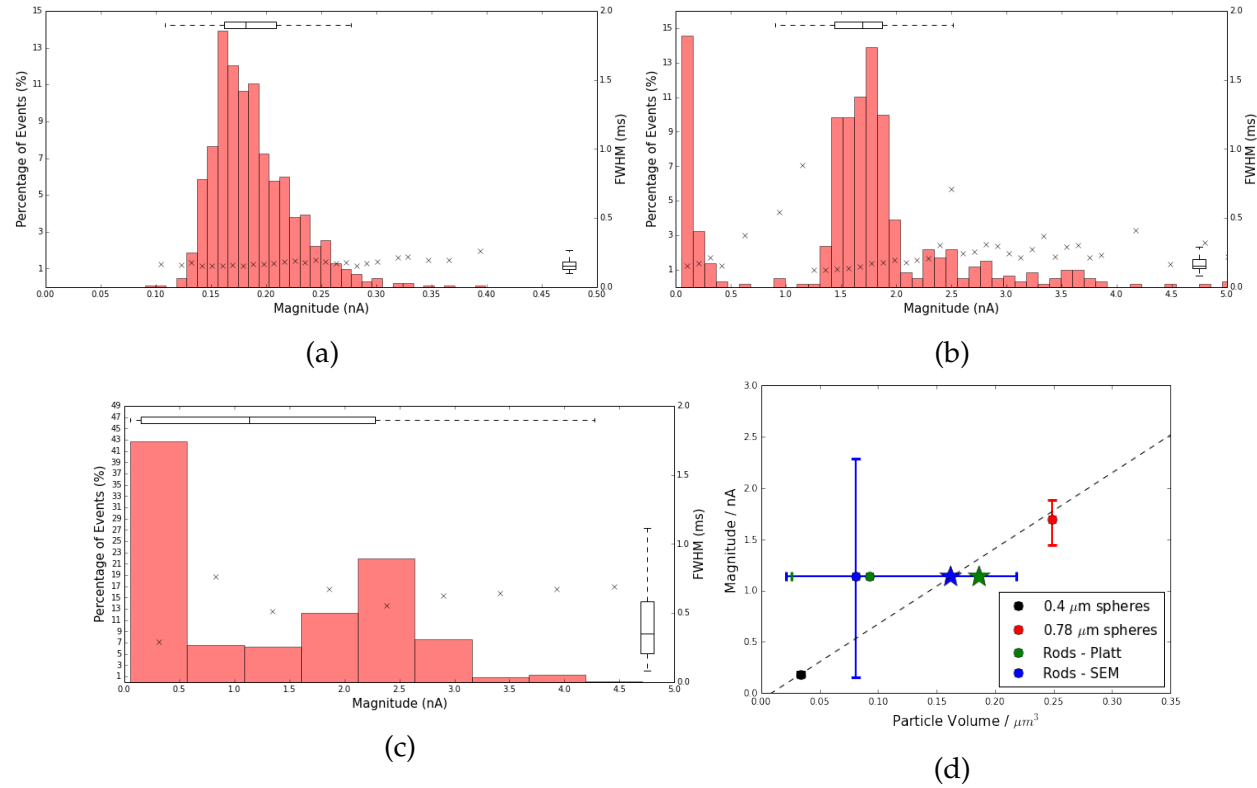 15
13
11
9
7
5
3
1
Percentage of Events (%)
2.0
1.5
1.0
0.5
0.0
FWHM (ms)
0.00 0.05 0.10 0.15 0.20 0.25 0.30 0.35 0.40 0.45 0.50
Magnitude (nA)
(a)
15
13
11
9
7
5
3
1
Percentage of Events (%)
2.0
1.5
1.0
0.5
0.0
FWHM (ms)
0.0 0.5 1.0 1.5 2.0 2.5 3.0 3.5 4.0 4.5 5.0
Magnitude (nA)
(b)
49
47
45
43
41
39
37
35
33
31
29
27
25
23
21
19
17
15
13
11
9
7
5
3
1
Percentage of Events (%)
2.0
1.5
1.0
0.5
0.0
FWHM (ms)
0.0 0.5 1.0 1.5 2.0 2.5 3.0 3.5 4.0 4.5 5.0
Magnitude (nA)
(c)
3.0
2.5
2.0
1.5
1.0
0.5
0.0
Magnitude / nA
0.4 μm spheres
0.78 μm spheres
Rods - Platt
Rods - SEM
0.00 0.05 0.10 0.15 0.20 0.25 0.30 0.35
Particle Volume / μm³
(d)